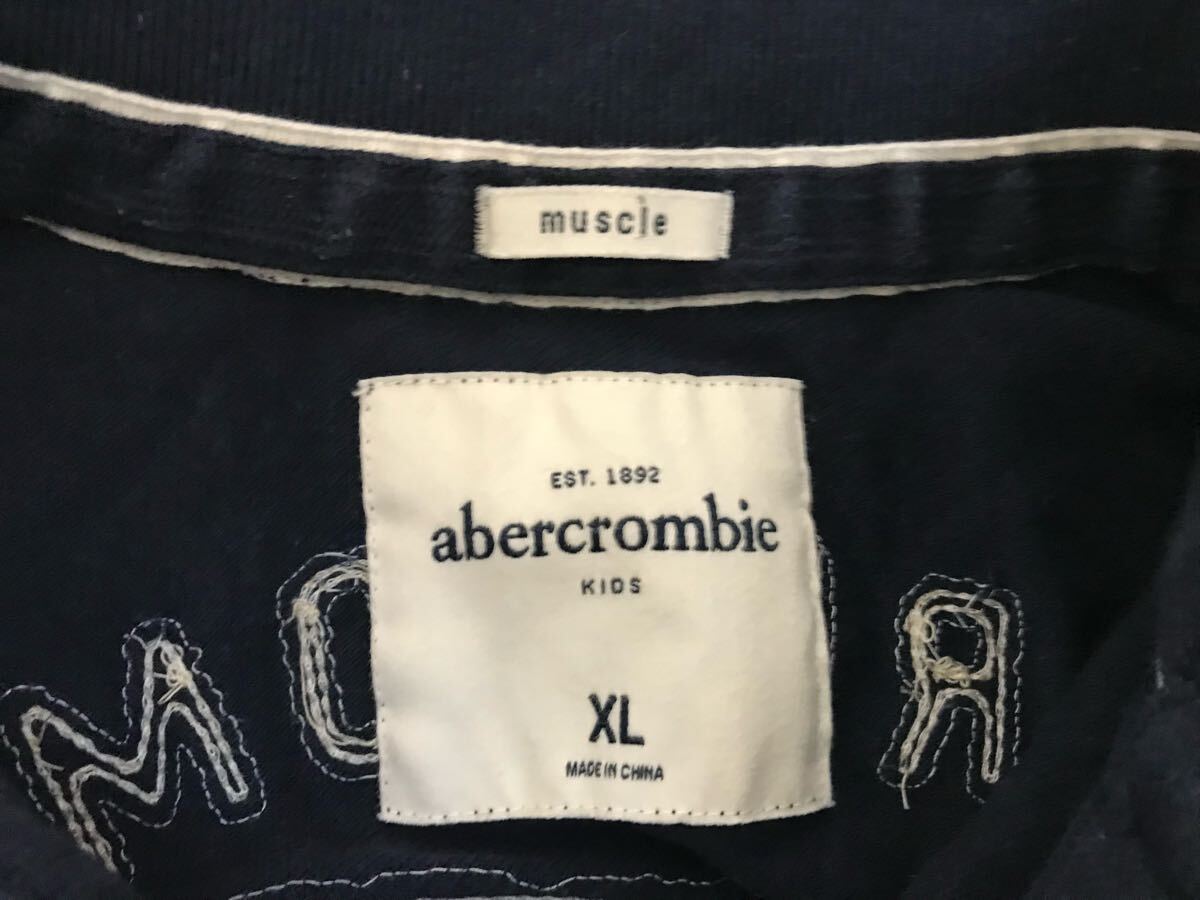 muscle
EST. 1892
abercrombie
KIDS
XL
MADE IN CHINA